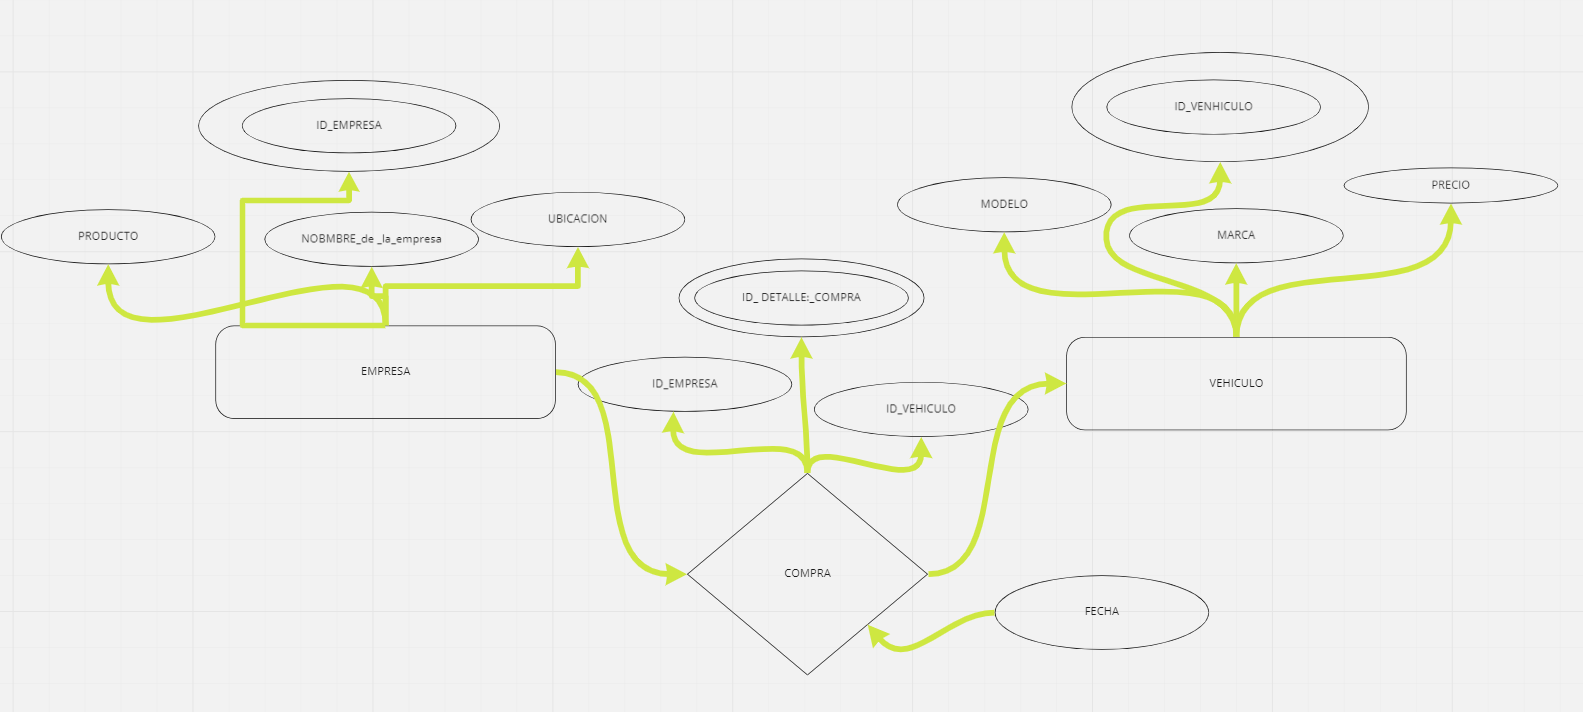 ID_EMPRESA
PRODUCTO
NOBMBRE_de _la_empresa
UBICACION
EMPRESA
ID_VENHICULO
MODELO
MARCA
PRECIO
VEHICULO
ID_ DETALLE:_COMPRA
ID_EMPRESA
ID_VEHICULO
COMPRA
FECHA